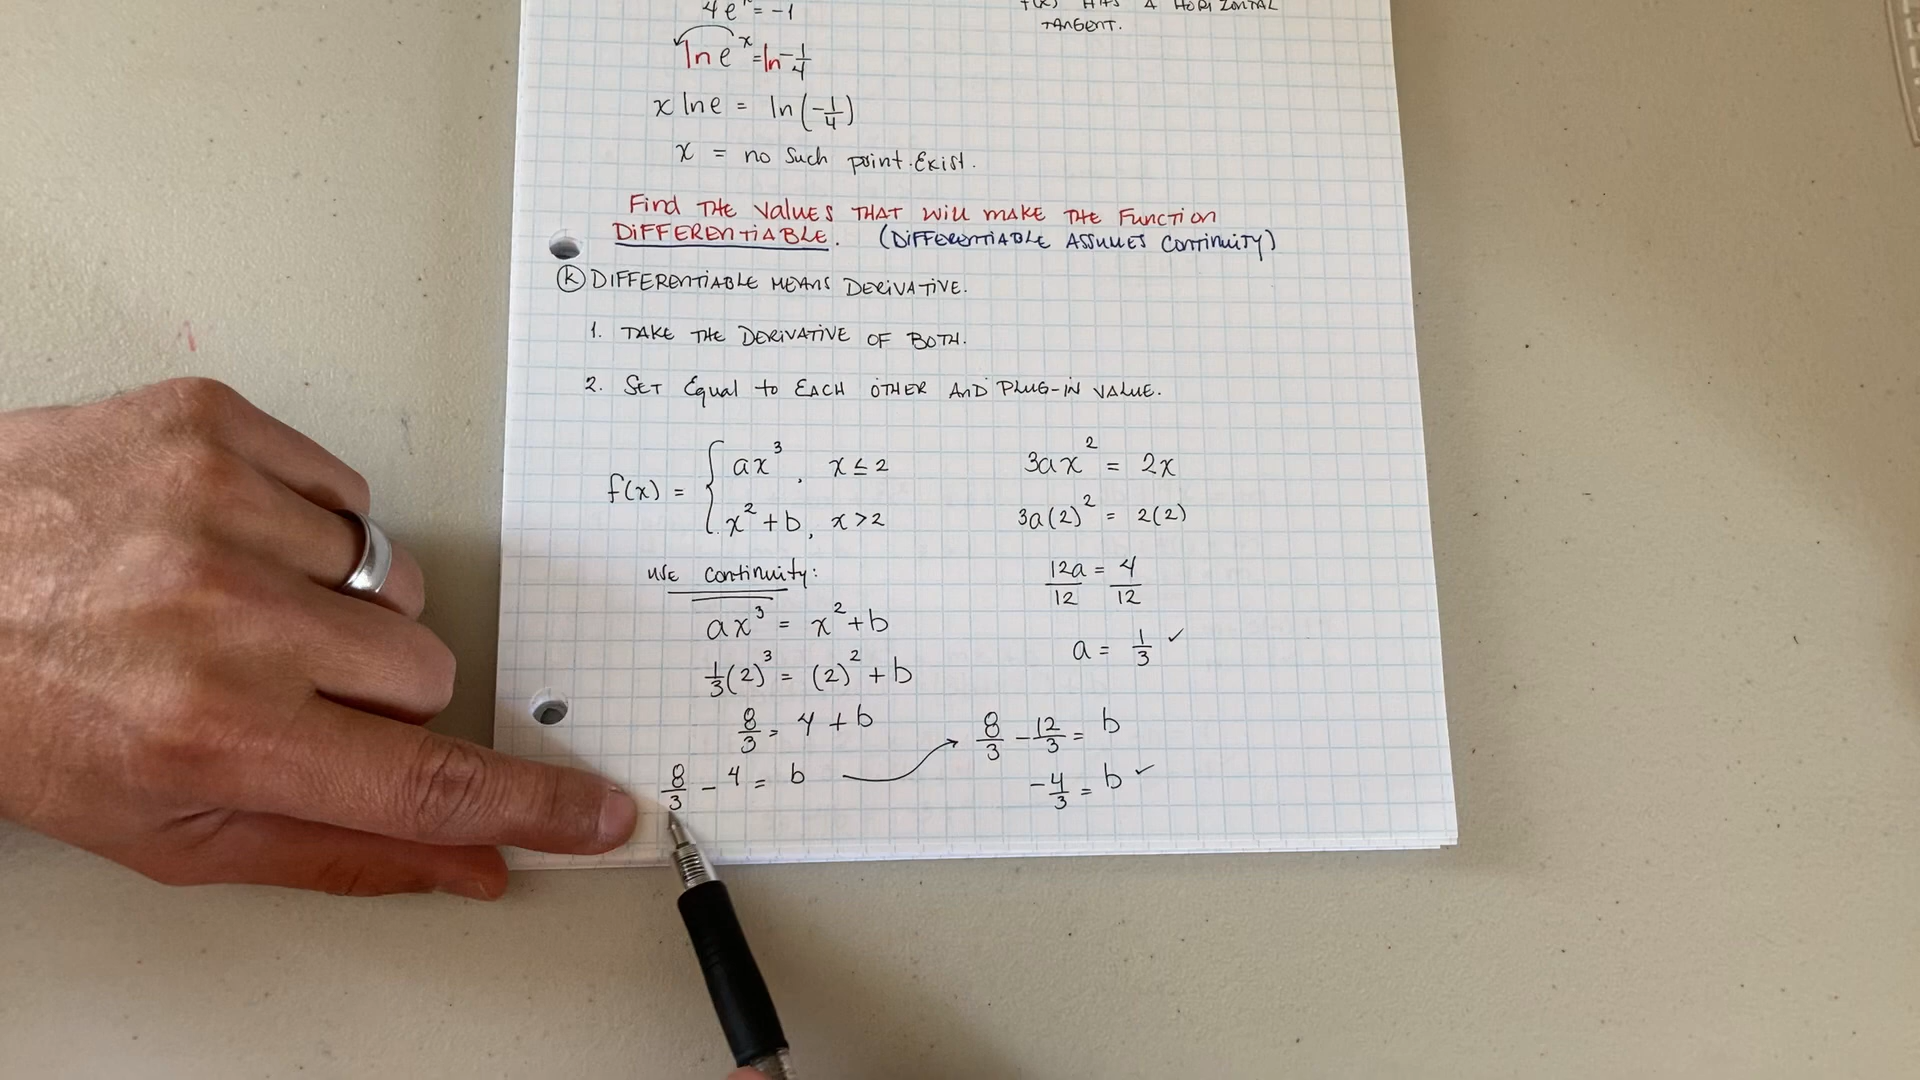 4e^x = -1
f(x) HAS A HORIZONTAL
TANGENT.
ln e^x = ln -1/4
x ln e = ln(-1/4)
x = no such point Exist.
Find THE VALUES THAT WILL MAKE THE FUNCTION
DIFFERENTIABLE. (DIFFERENTIABLE ASSUMES CONTINUITY)
(K) DIFFERENTIABLE MEANS DERIVATIVE.
1. TAKE THE DERIVATIVE OF BOTH.
2. SET Equal to EACH OTHER AND PLUG-IN VALUE.
f(x) = { ax^3, x ≤ 2
x^2 + b, x > 2
3ax^2 = 2x
3a(2)^2 = 2(2)
12a/12 = 4/12
a = 1/3 ✓
USE continuity:
ax^3 = x^2 + b
1/3(2)^3 = (2)^2 + b
8/3 = 4 + b
8/3 - 4 = b →
8/3 - 12/3 = b
-4/3 = b ✓